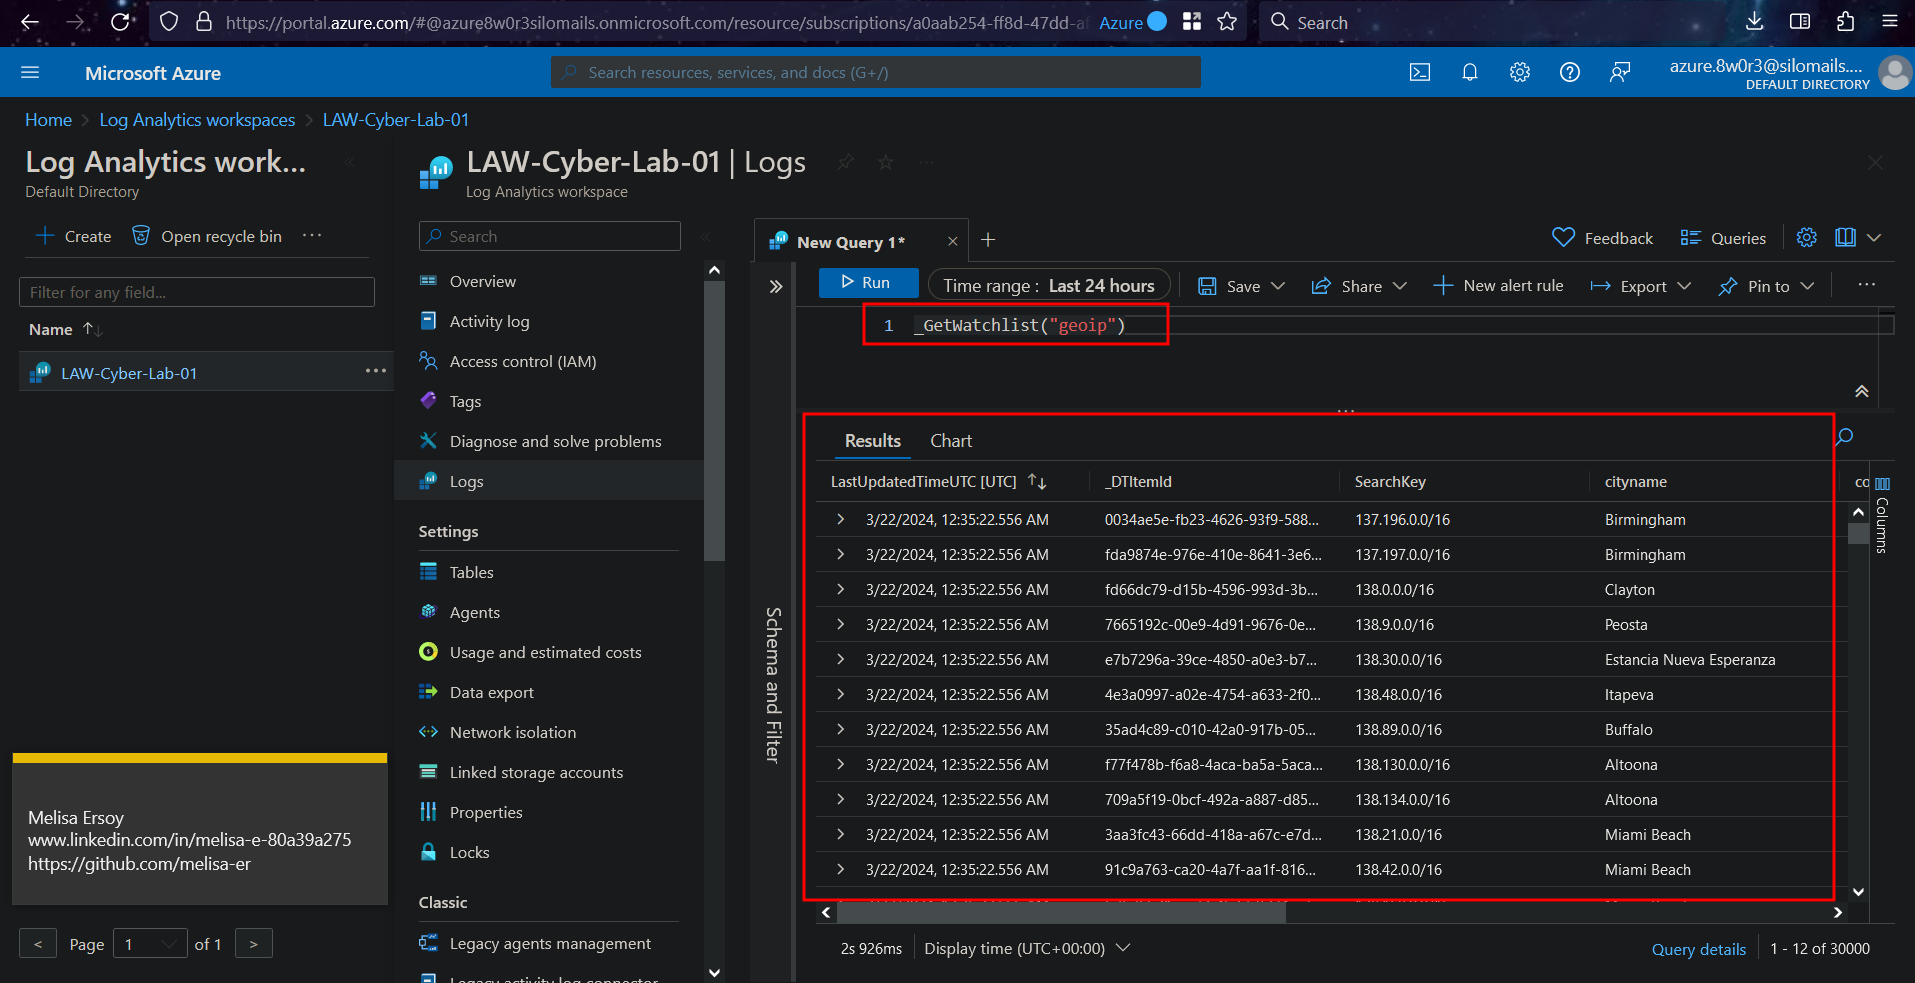 https://portal.azure.com/#@azure8w0r3silomails.onmicrosoft.com/resource/subscriptions/a0aab254-ff8d-47dd-a
Azure
Search
Microsoft Azure
Search resources, services, and docs (G+/)
azure.8w0r3@silomails....
DEFAULT DIRECTORY
Home > Log Analytics workspaces > LAW-Cyber-Lab-01
Log Analytics work...
Default Directory
Create
Open recycle bin
Filter for any field...
Name
LAW-Cyber-Lab-01
Melisa Ersoy
www.linkedin.com/in/melisa-e-80a39a275
https://github.com/melisa-er
< Page 1 of 1 >
LAW-Cyber-Lab-01 | Logs
Log Analytics workspace
Search
Overview
Activity log
Access control (IAM)
Tags
Diagnose and solve problems
Logs
Settings
Tables
Agents
Usage and estimated costs
Data export
Network isolation
Linked storage accounts
Properties
Locks
Classic
Legacy agents management
Legacy activity log connector
New Query 1*
Feedback
Queries
Run
Time range : Last 24 hours
Save
Share
New alert rule
Export
Pin to
1 _GetWatchlist("geoip")
Schema and Filter
Results Chart
LastUpdatedTimeUTC [UTC] _DTItemId SearchKey cityname co
3/22/2024, 12:35:22.556 AM 0034ae5e-fb23-4626-93f9-588... 137.196.0.0/16 Birmingham
3/22/2024, 12:35:22.556 AM fda9874e-976e-410e-8641-3e6... 137.197.0.0/16 Birmingham
3/22/2024, 12:35:22.556 AM fd66dc79-d15b-4596-993d-3b... 138.0.0.0/16 Clayton
3/22/2024, 12:35:22.556 AM 7665192c-00e9-4d91-9676-0e... 138.9.0.0/16 Peosta
3/22/2024, 12:35:22.556 AM e7b7296a-39ce-4850-a0e3-b7... 138.30.0.0/16 Estancia Nueva Esperanza
3/22/2024, 12:35:22.556 AM 4e3a0997-a02e-4754-a633-2f0... 138.48.0.0/16 Itapeva
3/22/2024, 12:35:22.556 AM 35ad4c89-c010-42a0-917b-05... 138.89.0.0/16 Buffalo
3/22/2024, 12:35:22.556 AM f77f478b-f6a8-4aca-ba5a-5aca... 138.130.0.0/16 Altoona
3/22/2024, 12:35:22.556 AM 709a5f19-0bcf-492a-a887-d85... 138.134.0.0/16 Altoona
3/22/2024, 12:35:22.556 AM 3aa3fc43-66dd-418a-a67c-e7d... 138.21.0.0/16 Miami Beach
3/22/2024, 12:35:22.556 AM 91c9a763-ca20-4a7f-aa1f-816... 138.42.0.0/16 Miami Beach
Columns
2s 926ms
Display time (UTC+00:00)
Query details
1 - 12 of 30000